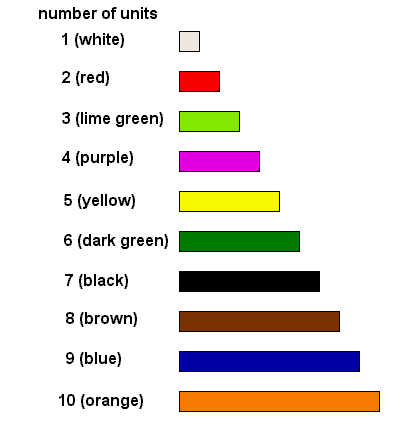 number of units
1 (white)
2 (red)
3 (lime green)
4 (purple)
5 (yellow)
6 (dark green)
7 (black)
8 (brown)
9 (blue)
10 (orange)